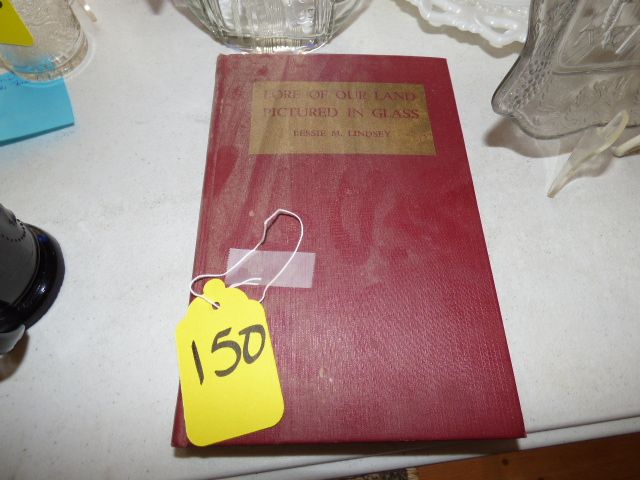 LORE OF OUR LAND
PICTURED IN GLASS
BESSIE M. LINDSEY
150